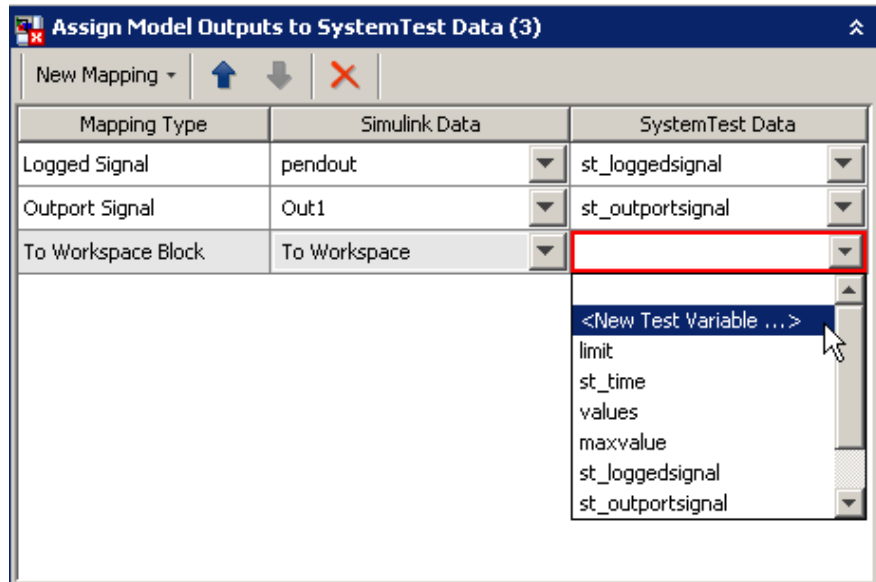 Assign Model Outputs to SystemTest Data (3)
New Mapping
Mapping Type Simulink Data SystemTest Data
Logged Signal pendout st_loggedsignal
Outport Signal Out1 st_outportsignal
To Workspace Block To Workspace
<New Test Variable ...>
limit
st_time
values
maxvalue
st_loggedsignal
st_outportsignal